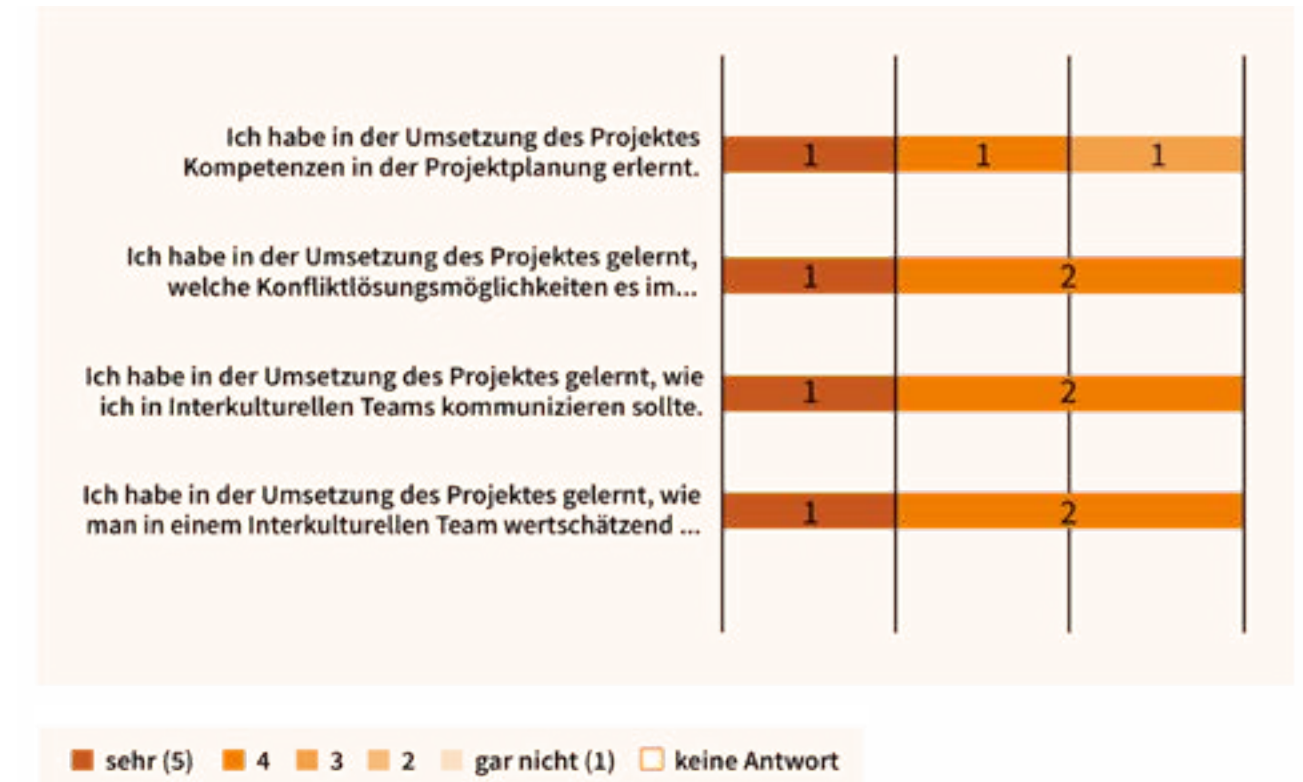 Ich habe in der Umsetzung des Projektes
Kompetenzen in der Projektplanung erlernt.
1 1 1
Ich habe in der Umsetzung des Projektes gelernt,
welche Konfliktlösungsmöglichkeiten es im...
1 2
Ich habe in der Umsetzung des Projektes gelernt, wie
ich in Interkulturellen Teams kommunizieren sollte.
1 2
Ich habe in der Umsetzung des Projektes gelernt, wie
man in einem Interkulturellen Team wertschätzend ...
1 2
sehr (5) 4 3 2 gar nicht (1) keine Antwort